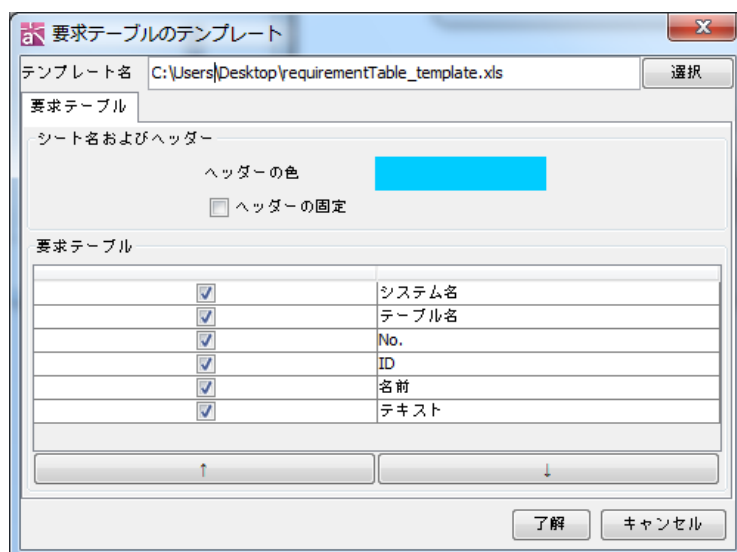 要求テーブルのテンプレート
テンプレート名 C:\Users\Desktop\requirementTable_template.xls 選択
要求テーブル
シート名およびヘッダー
ヘッダーの色
ヘッダーの固定
要求テーブル
システム名
テーブル名
No.
ID
名前
テキスト
↑ ↓
了解 キャンセル